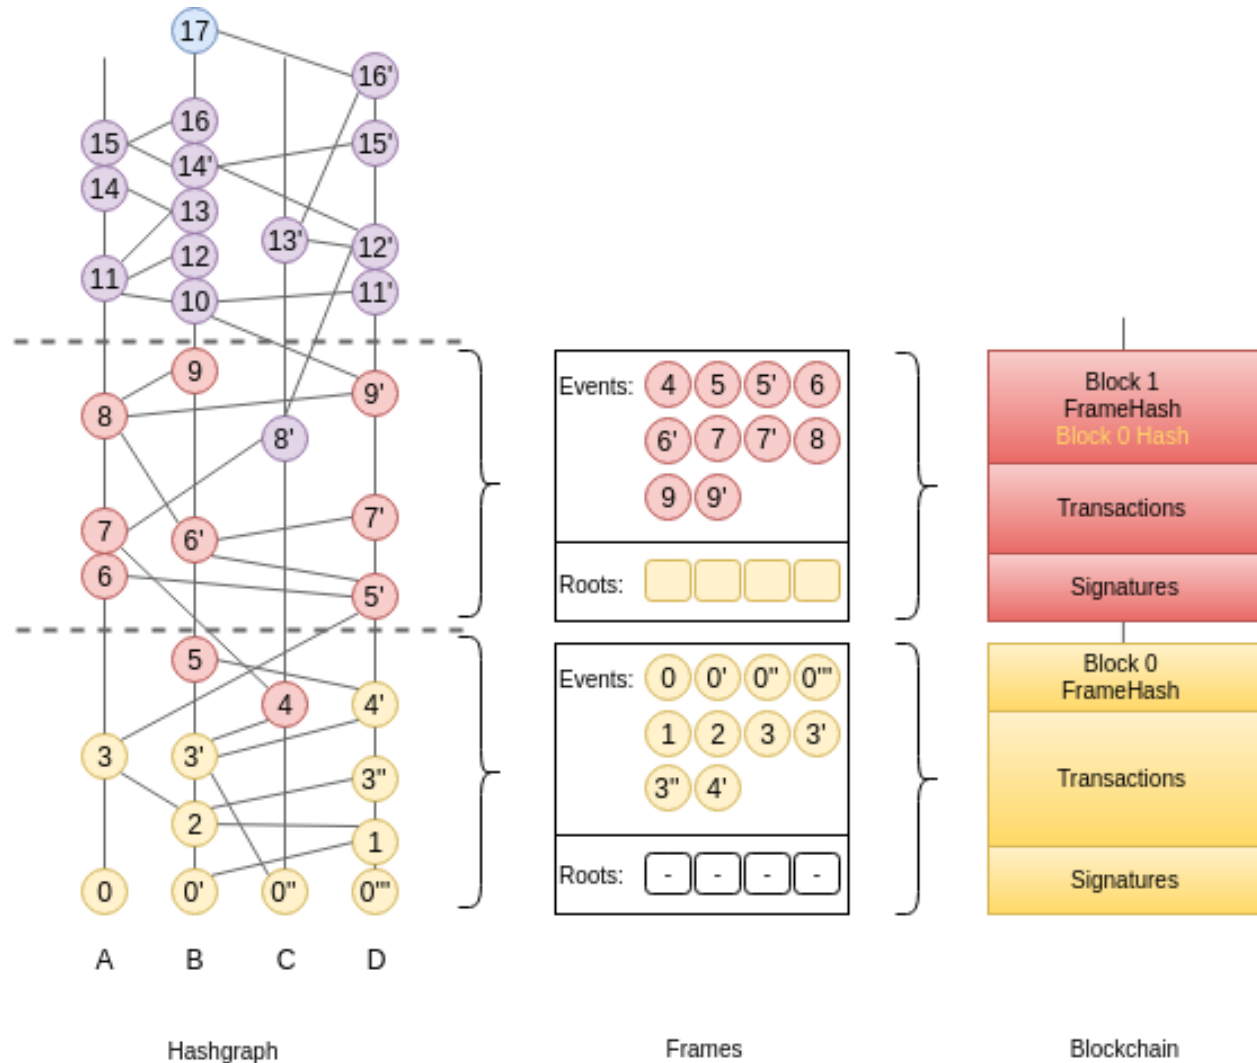 17
16'
16
15
15'
14'
14
13
13'
12'
12
11
11'
10
9
9'
8
8'
7'
7
6'
6
5'
5
4
4'
3
3'
3"
2
1
0
0'
0"
0'"
A
B
C
D
Hashgraph
Events:
4 5 5' 6
6' 7 7' 8
9 9'
Roots:
Events:
0 0' 0" 0'"
1 2 3 3'
3" 4'
Roots:
- - - -
Frames
Block 1
FrameHash
Block 0 Hash
Transactions
Signatures
Block 0
FrameHash
Transactions
Signatures
Blockchain